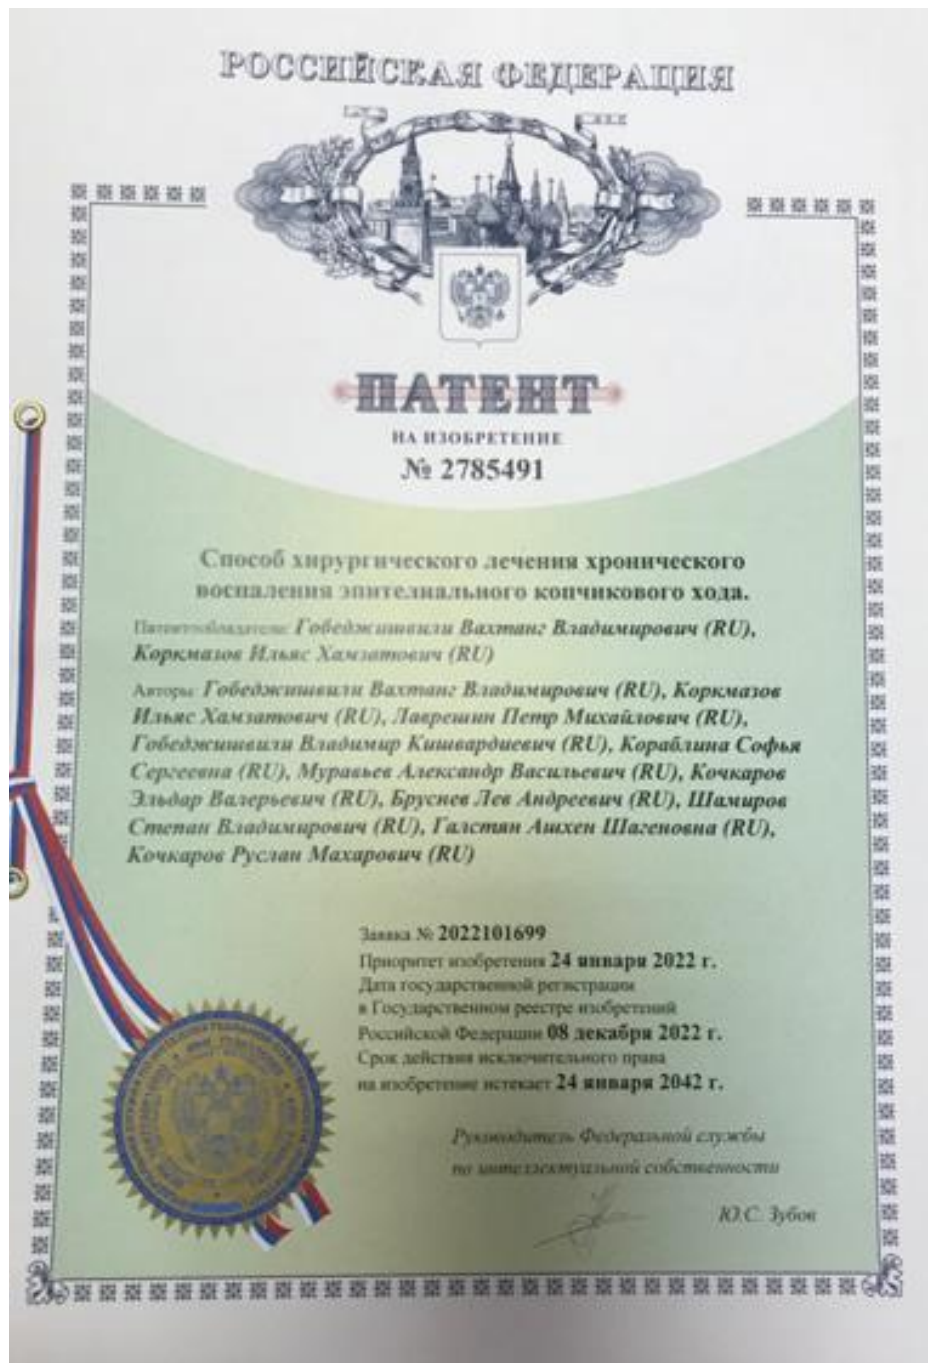 РОССИЙСКАЯ ФЕДЕРАЦИЯ
ПАТЕНТ
НА ИЗОБРЕТЕНИЕ
№ 2785491
Способ хирургического лечения хронического
воспаления эпителиального копчикового хода.
Патентообладатели: Гобеджишвили Вахтанг Владимирович (RU),
Коркмазов Ильяс Хамзатович (RU)
Авторы: Гобеджишвили Вахтанг Владимирович (RU), Коркмазов
Ильяс Хамзатович (RU), Лаврешин Петр Михайлович (RU),
Гобеджишвили Владимир Кишвардиевич (RU), Кораблина Софья
Сергеевна (RU), Муравьев Александр Васильевич (RU), Кочкаров
Эльдар Валерьевич (RU), Бруснев Лев Андреевич (RU), Шамиров
Степан Владимирович (RU), Галстян Ашхен Шагеновна (RU),
Кочкаров Руслан Махарович (RU)
Заявка № 2022101699
Приоритет изобретения 24 января 2022 г.
Дата государственной регистрации
в Государственном реестре изобретений
Российской Федерации 08 декабря 2022 г.
Срок действия исключительного права
на изобретение истекает 24 января 2042 г.
Руководитель Федеральной службы
по интеллектуальной собственности
Ю.С. Зубов